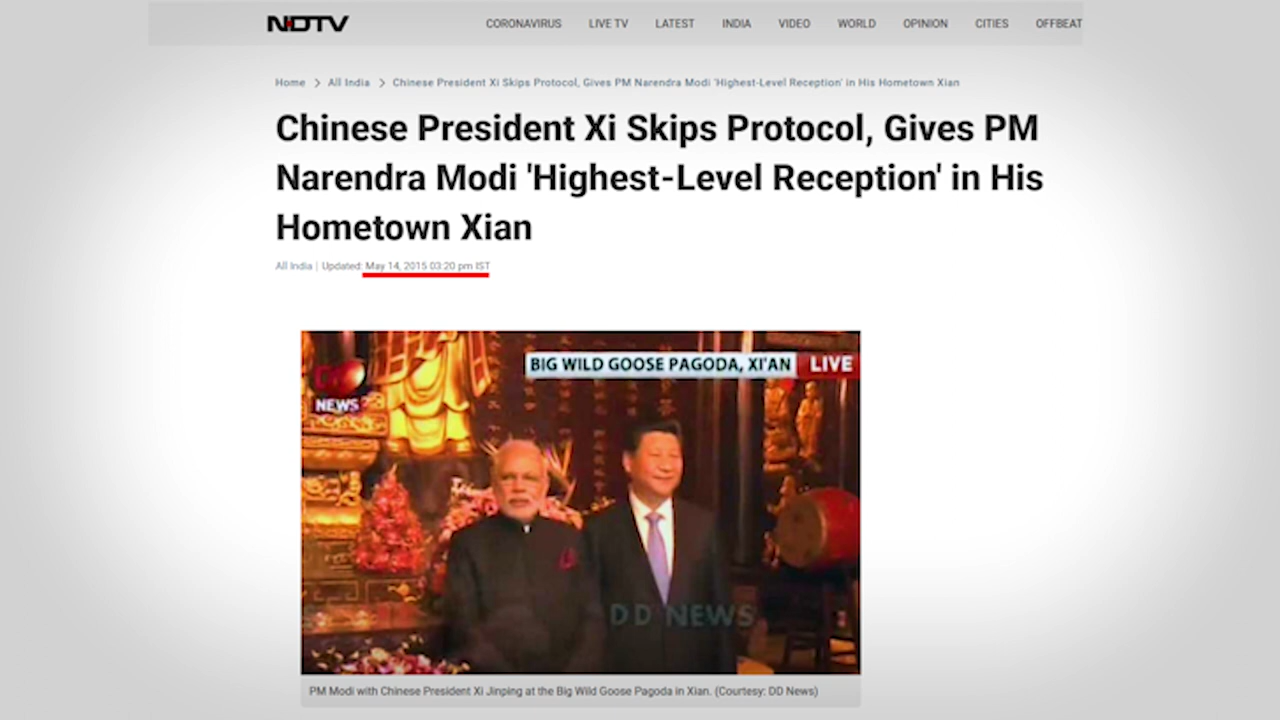 NDTV
CORONAVIRUS LIVE TV LATEST INDIA VIDEO WORLD OPINION CITIES OFFBEAT
Home > All India > Chinese President Xi Skips Protocol, Gives PM Narendra Modi 'Highest-Level Reception' in His Hometown Xian
Chinese President Xi Skips Protocol, Gives PM
Narendra Modi 'Highest-Level Reception' in His
Hometown Xian
All India | Updated: May 14, 2015 03:20 pm IST
BIG WILD GOOSE PAGODA, XI'AN LIVE
NEWS
DD NEWS
PM Modi with Chinese President Xi Jinping at the Big Wild Goose Pagoda in Xian. (Courtesy: DD News)